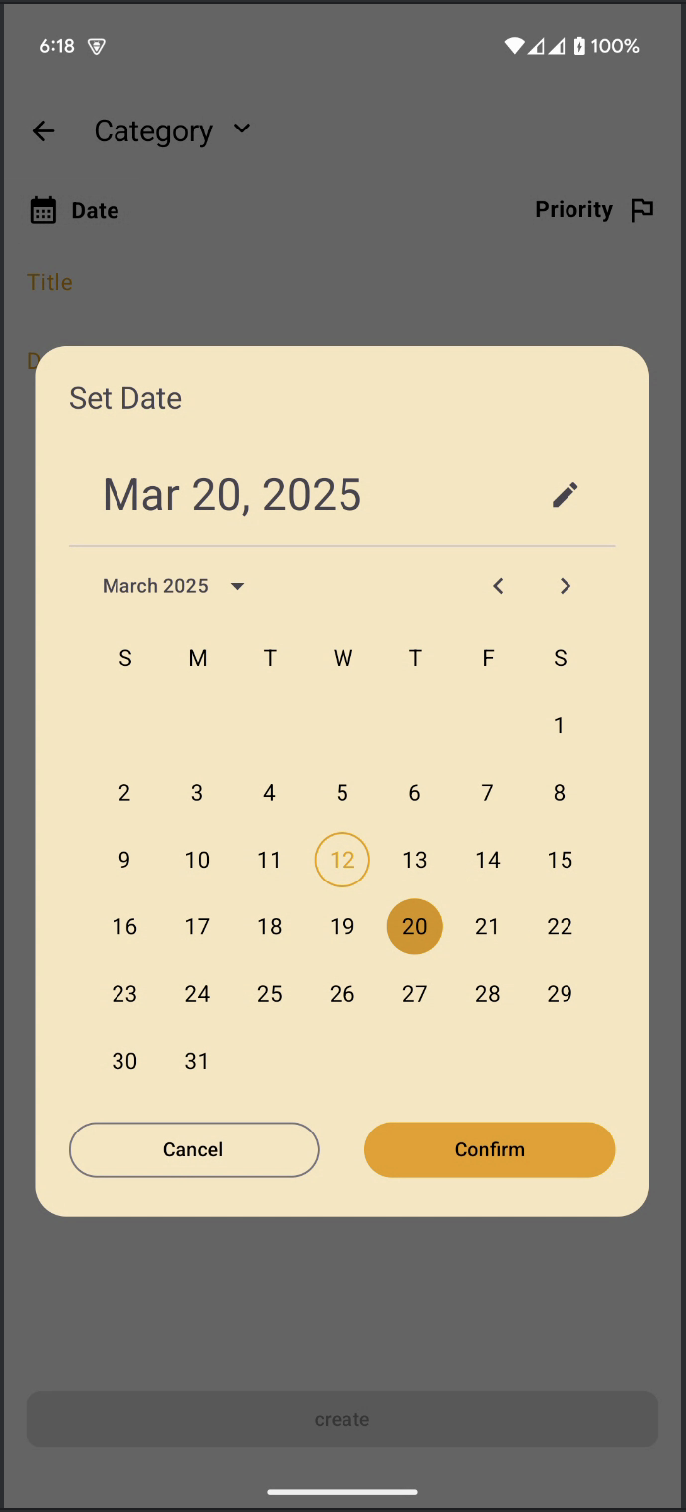 6:18 100%
Category
Date Priority
Title
D
Set Date
Mar 20, 2025
March 2025
S M T W T F S
1
2 3 4 5 6 7 8
9 10 11 12 13 14 15
16 17 18 19 20 21 22
23 24 25 26 27 28 29
30 31
Cancel Confirm
create